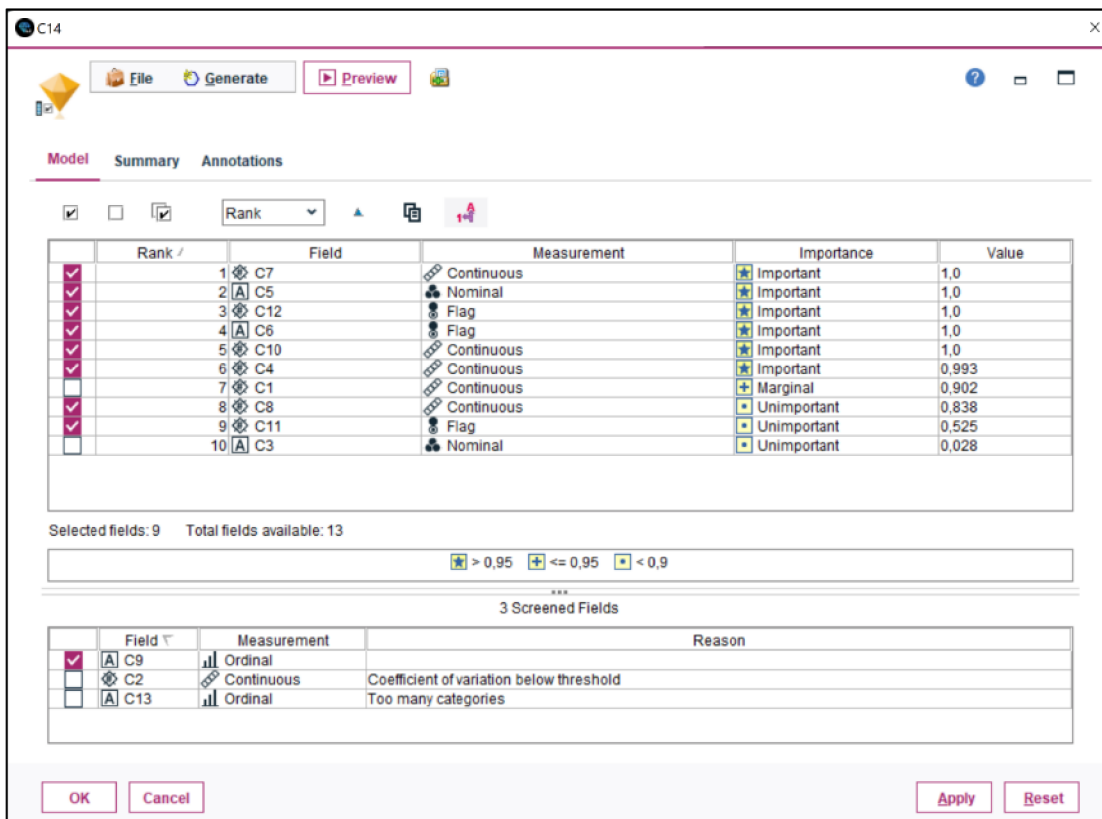 C14
File Generate Preview
Model Summary Annotations
Rank
Rank Field Measurement Importance Value
1 C7 Continuous Important 1,0
2 A C5 Nominal Important 1,0
3 C12 Flag Important 1,0
4 A C6 Flag Important 1,0
5 C10 Continuous Important 1,0
6 C4 Continuous Important 0,993
7 C1 Continuous Marginal 0,902
8 C8 Continuous Unimportant 0,838
9 C11 Flag Unimportant 0,525
10 A C3 Nominal Unimportant 0,028
Selected fields: 9 Total fields available: 13
> 0,95 <= 0,95 < 0,9
3 Screened Fields
Field Measurement Reason
A C9 Ordinal
C2 Continuous Coefficient of variation below threshold
A C13 Ordinal Too many categories
OK Cancel Apply Reset